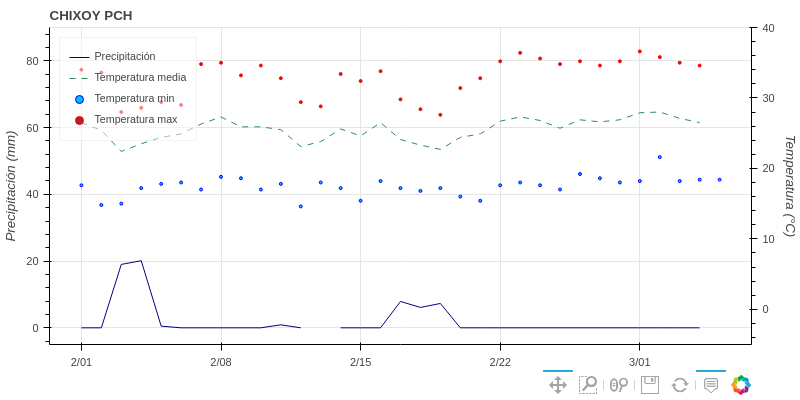 CHIXOY PCH
Precipitación
Temperatura media
Temperatura min
Temperatura max
Precipitación (mm)
80
60
40
20
0
Temperatura (°C)
40
30
20
10
0
2/01 2/08 2/15 2/22 3/01